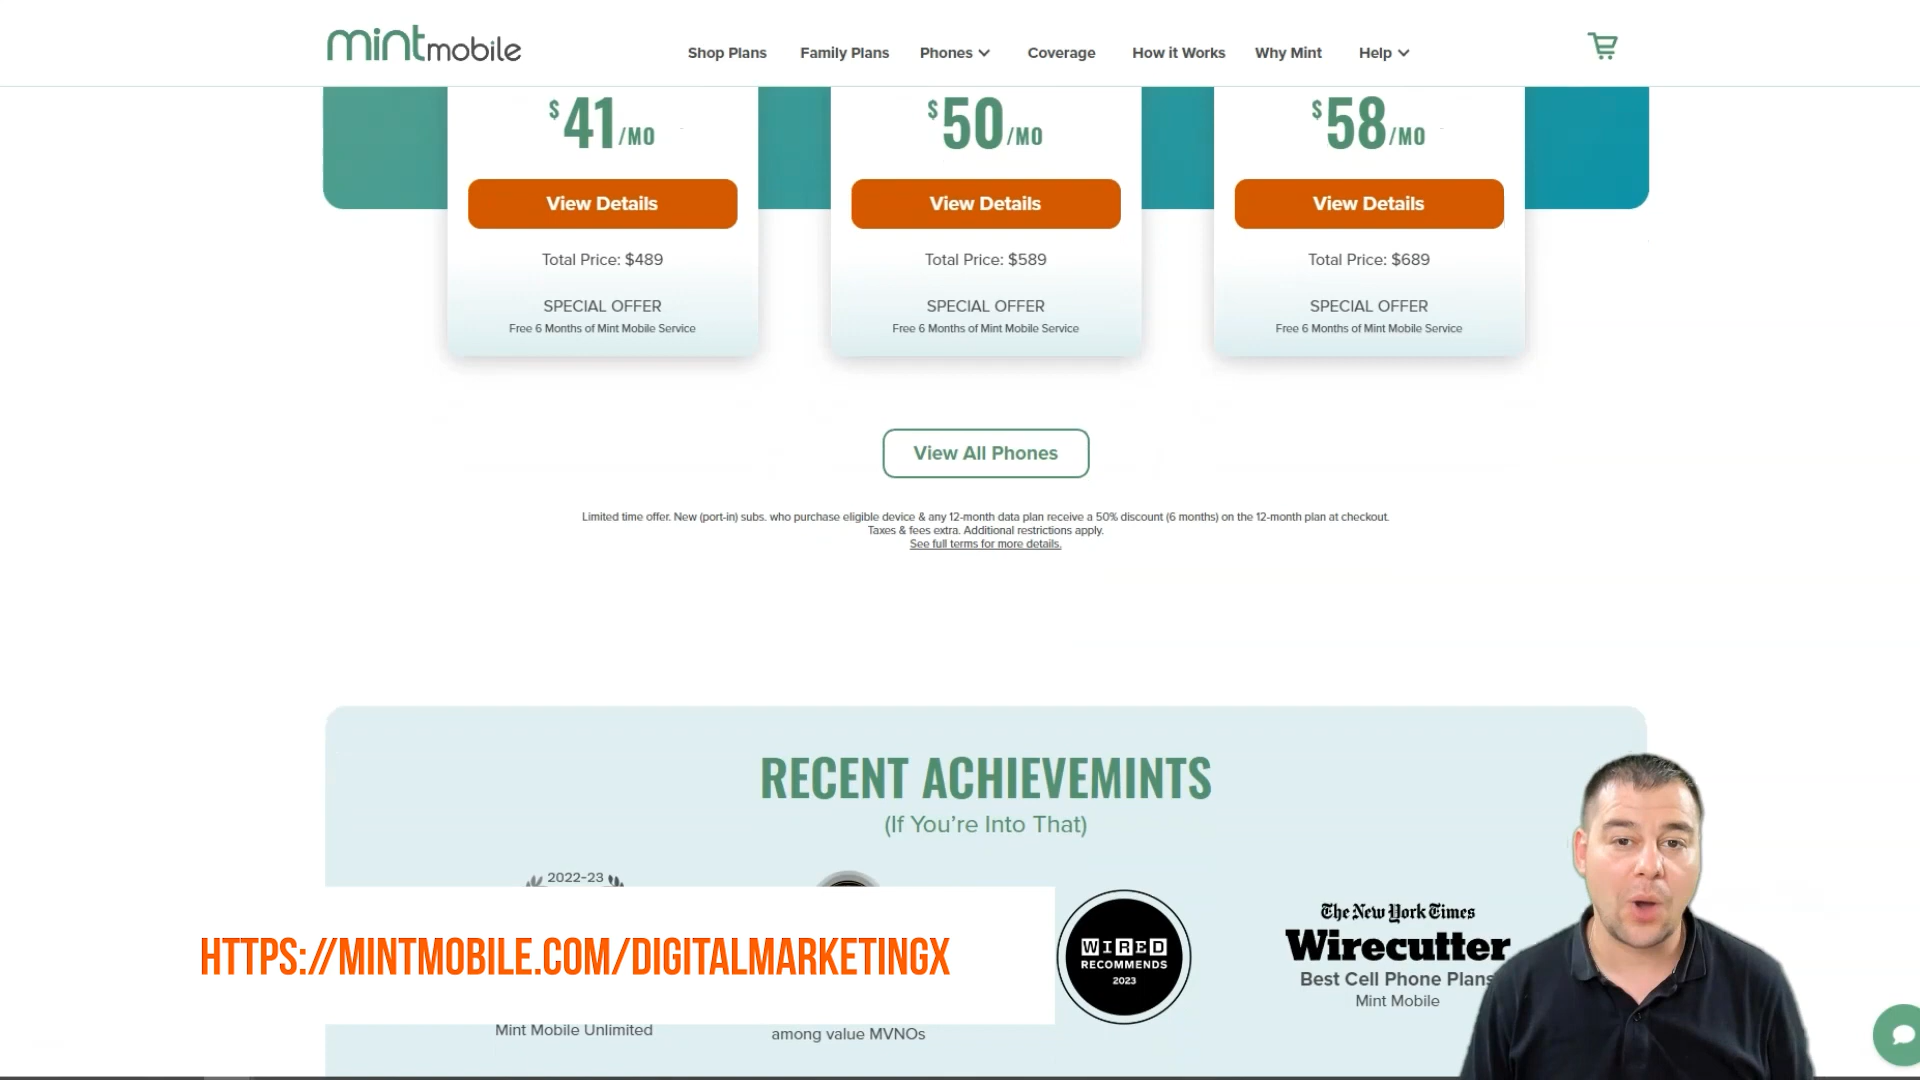 mintmobile
Shop Plans
Family Plans
Phones
Coverage
How it Works
Why Mint
Help
$41/MO
$50/MO
$58/MO
View Details
View Details
View Details
Total Price: $489
Total Price: $589
Total Price: $689
SPECIAL OFFER
SPECIAL OFFER
SPECIAL OFFER
Free 6 Months of Mint Mobile Service
Free 6 Months of Mint Mobile Service
Free 6 Months of Mint Mobile Service
View All Phones
Limited time offer. New (port-in) subs. who purchase eligible device & any 12-month data plan receive a 50% discount (6 months) on the 12-month plan at checkout.
Taxes & fees extra. Additional restrictions apply.
See full terms for more details.
RECENT ACHIEVEMINTS
(If You’re Into That)
2022-23
HTTPS://MINTMOBILE.COM/DIGITALMARKETINGX
Mint Mobile Unlimited
among value MVNOs
WIRED
RECOMMENDS
2023
The New York Times
Wirecutter
Best Cell Phone Plans
Mint Mobile